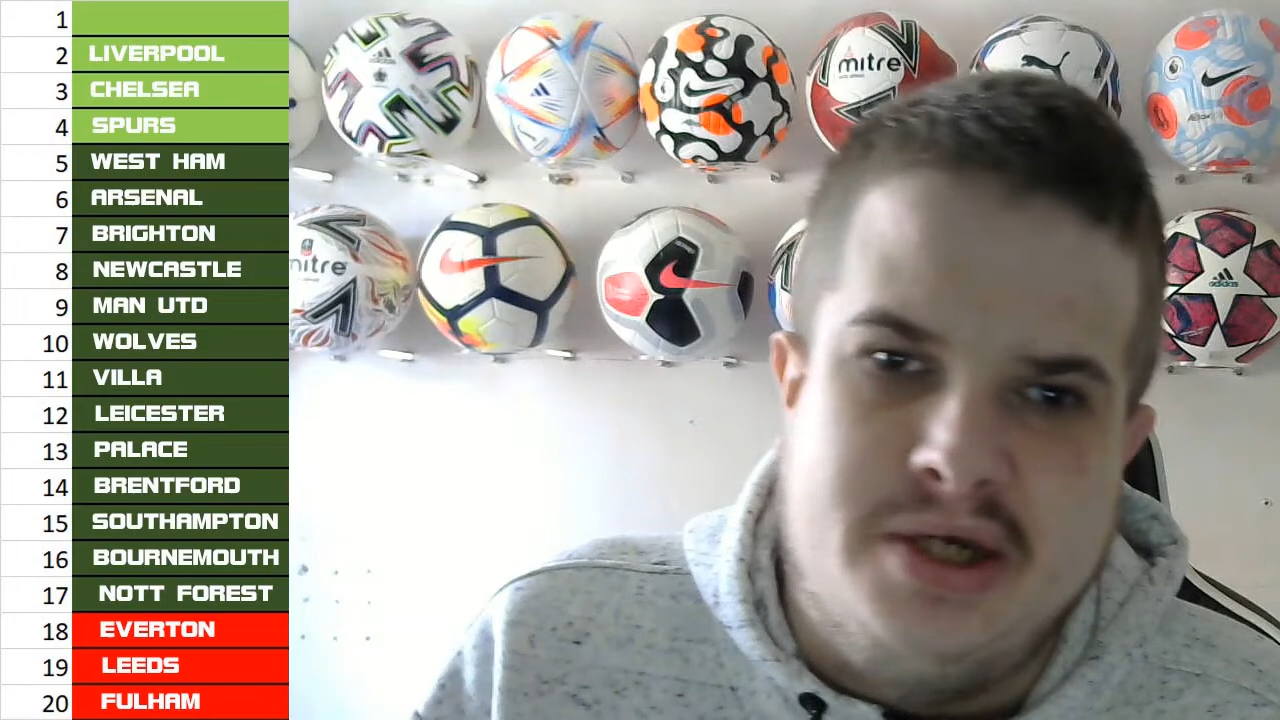 1
2 LIVERPOOL
3 CHELSEA
4 SPURS
5 WEST HAM
6 ARSENAL
7 BRIGHTON
8 NEWCASTLE
9 MAN UTD
10 WOLVES
11 VILLA
12 LEICESTER
13 PALACE
14 BRENTFORD
15 SOUTHAMPTON
16 BOURNEMOUTH
17 NOTT FOREST
18 EVERTON
19 LEEDS
20 FULHAM
mitre
mitre
adidas